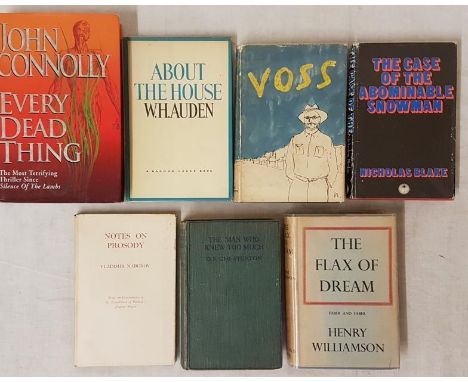 JOHN
CONNOLLY
EVERY
DEAD
THING
The Most Terrifying
Thriller Since
Silence Of The Lambs
ABOUT
THE HOUSE
W.H.AUDEN
A RANDOM HOUSE BOOK
VOSS
THE CASE
OF THE
ABOMINABLE
SNOWMAN
NICHOLAS BLAKE
NOTES ON
PROSODY
VLADIMIR NABOKOV
THE MAN WHO
KNEW TOO MUCH
THE
FLAX OF
DREAM
FABER AND FABER
HENRY
WILLIAMSON